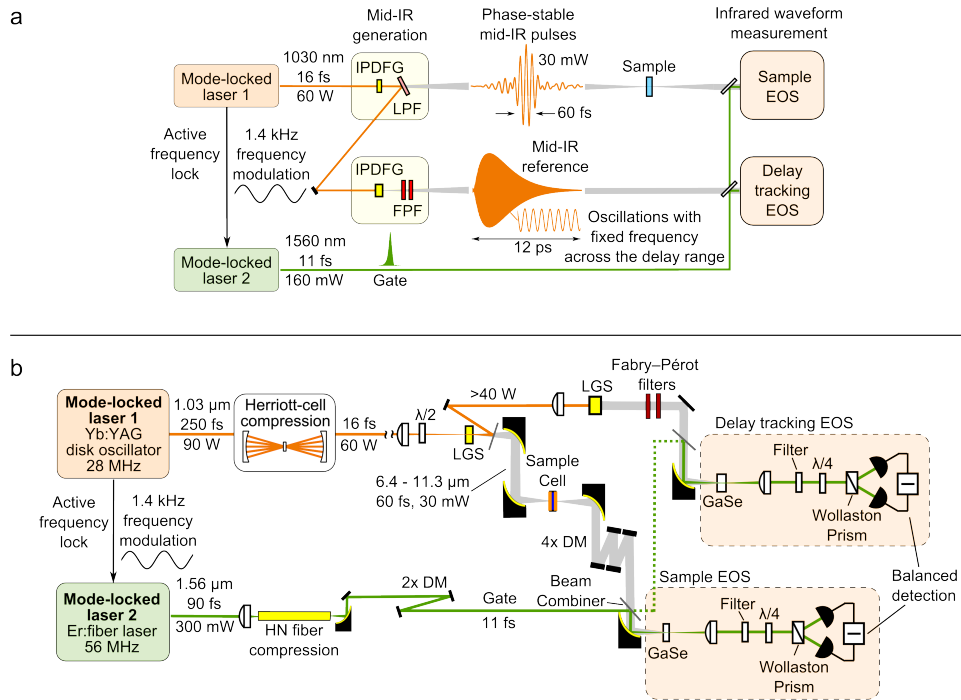 a
Mid-IR
generation
Phase-stable
mid-IR pulses
Infrared waveform
measurement
Mode-locked
laser 1
1030 nm
16 fs
60 W
IPDFG
LPF
30 mW
60 fs
Sample
Sample
EOS
Active
frequency
lock
1.4 kHz
frequency
modulation
IPDFG
FPF
Mid-IR
reference
Oscillations with
fixed frequency
across the delay range
12 ps
Delay
tracking
EOS
Mode-locked
laser 2
1560 nm
11 fs
160 mW
Gate
b
Mode-locked
laser 1
Yb:YAG
disk oscillator
28 MHz
1.03 µm
250 fs
90 W
Herriott-cell
compression
16 fs
60 W
λ/2
LGS
>40 W
LGS
Fabry–Pérot
filters
6.4 - 11.3 µm
60 fs, 30 mW
Sample
Cell
4x DM
Delay tracking EOS
GaSe
Filter
λ/4
Wollaston
Prism
Active
frequency
lock
1.4 kHz
frequency
modulation
Mode-locked
laser 2
Er:fiber laser
56 MHz
1.56 µm
90 fs
300 mW
HN fiber
compression
2x DM
Gate
11 fs
Beam
Combiner
Sample EOS
GaSe
Filter
λ/4
Wollaston
Prism
Balanced
detection